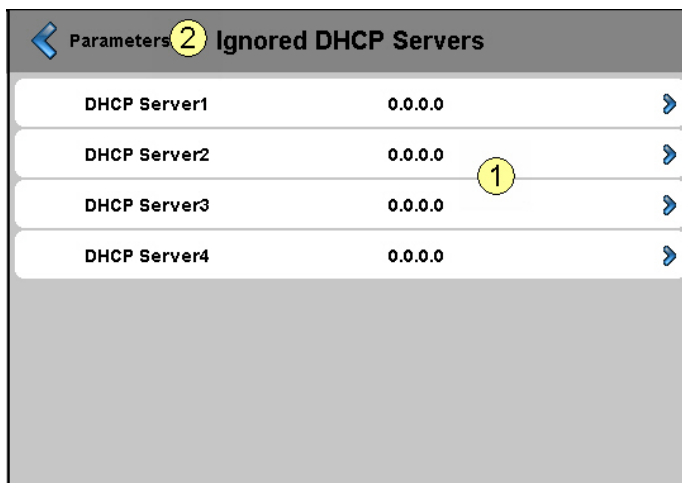 Parameters 2 Ignored DHCP Servers
DHCP Server1 0.0.0.0
DHCP Server2 0.0.0.0
1
DHCP Server3 0.0.0.0
DHCP Server4 0.0.0.0